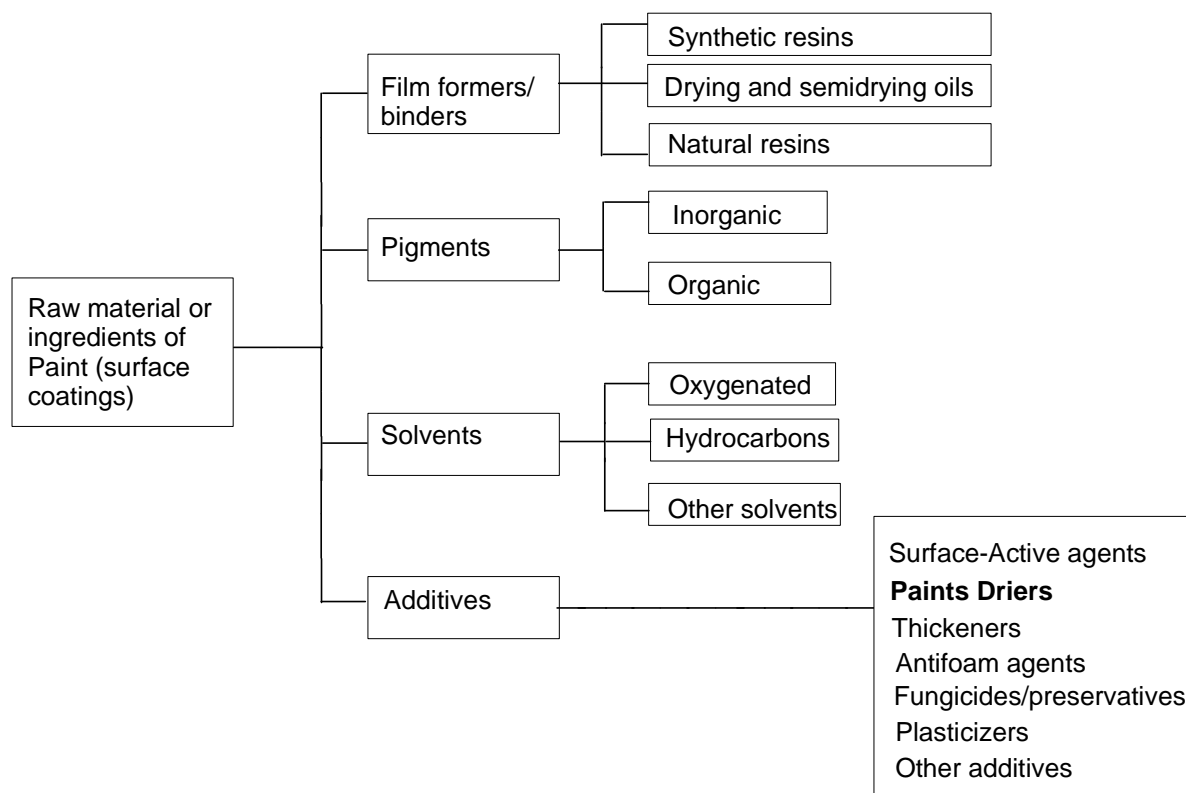 Raw material or
ingredients of
Paint (surface
coatings)
Film formers/
binders
Synthetic resins
Drying and semidrying oils
Natural resins
Pigments
Inorganic
Organic
Solvents
Oxygenated
Hydrocarbons
Other solvents
Additives
Surface-Active agents
Paints Driers
Thickeners
Antifoam agents
Fungicides/preservatives
Plasticizers
Other additives